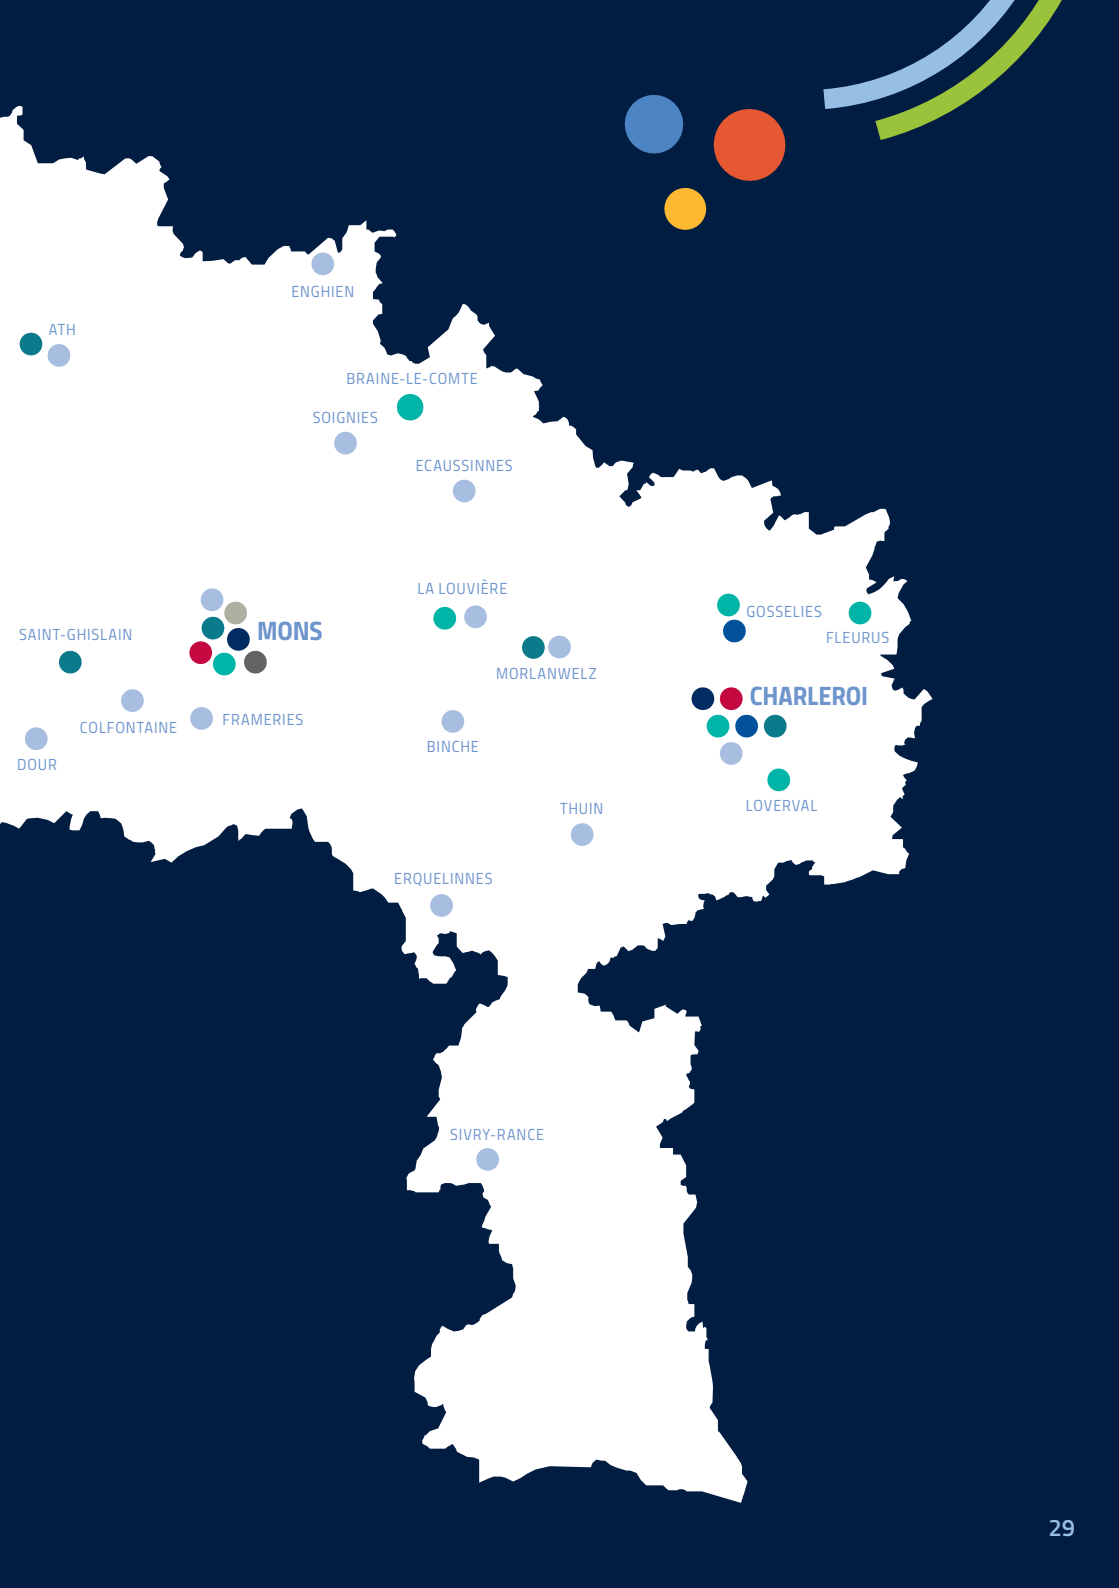 ENGHIEN
ATH
BRAINE-LE-COMTE
SOIGNIES
ECAUSSINNES
LA LOUVIÈRE
GOSSELIES
SAINT-GHISLAIN
MONS
FLEURUS
MORLANWELZ
CHARLEROI
COLFONTAINE
FRAMERIES
BINCHE
DOUR
THUIN
LOVERVAL
ERQUELINNES
SIVRY-RANCE
29